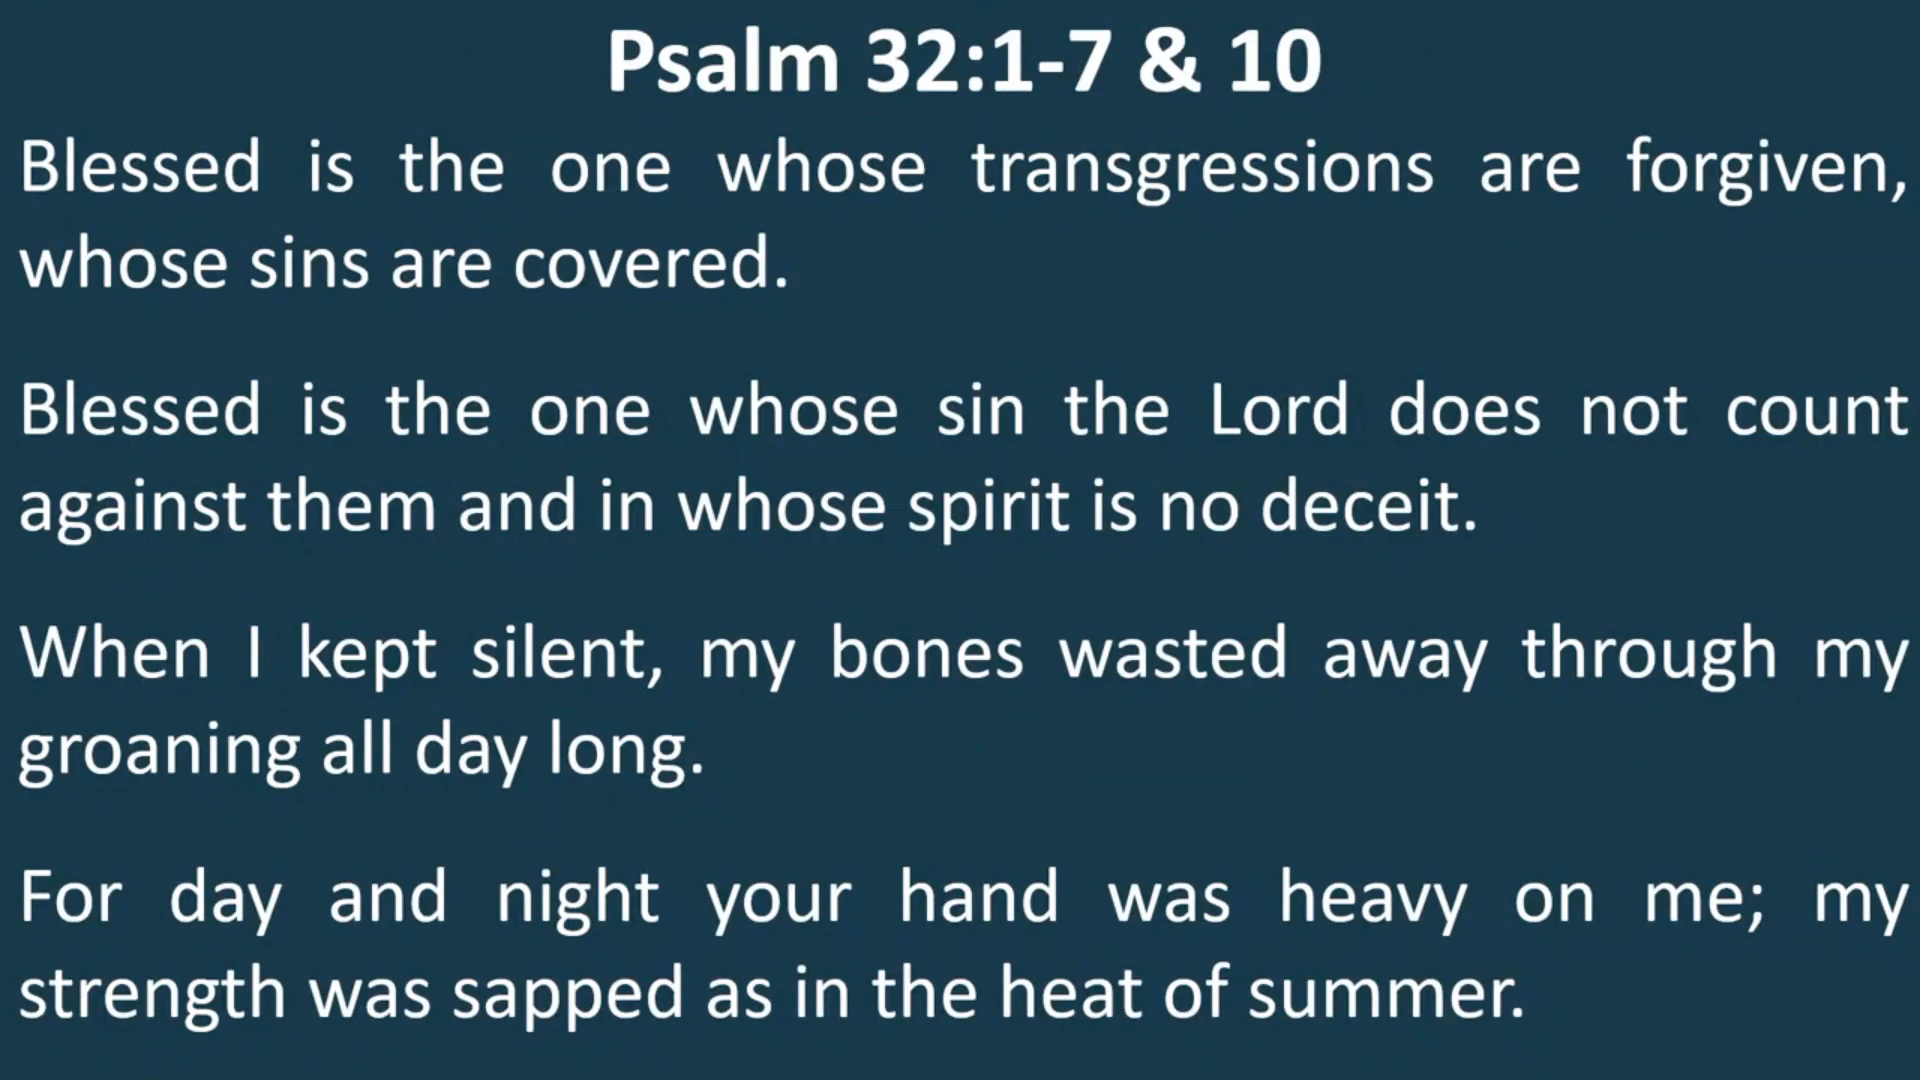 Psalm 32:1-7 & 10
Blessed is the one whose transgressions are forgiven,
whose sins are covered.
Blessed is the one whose sin the Lord does not count
against them and in whose spirit is no deceit.
When I kept silent, my bones wasted away through my
groaning all day long.
For day and night your hand was heavy on me; my
strength was sapped as in the heat of summer.